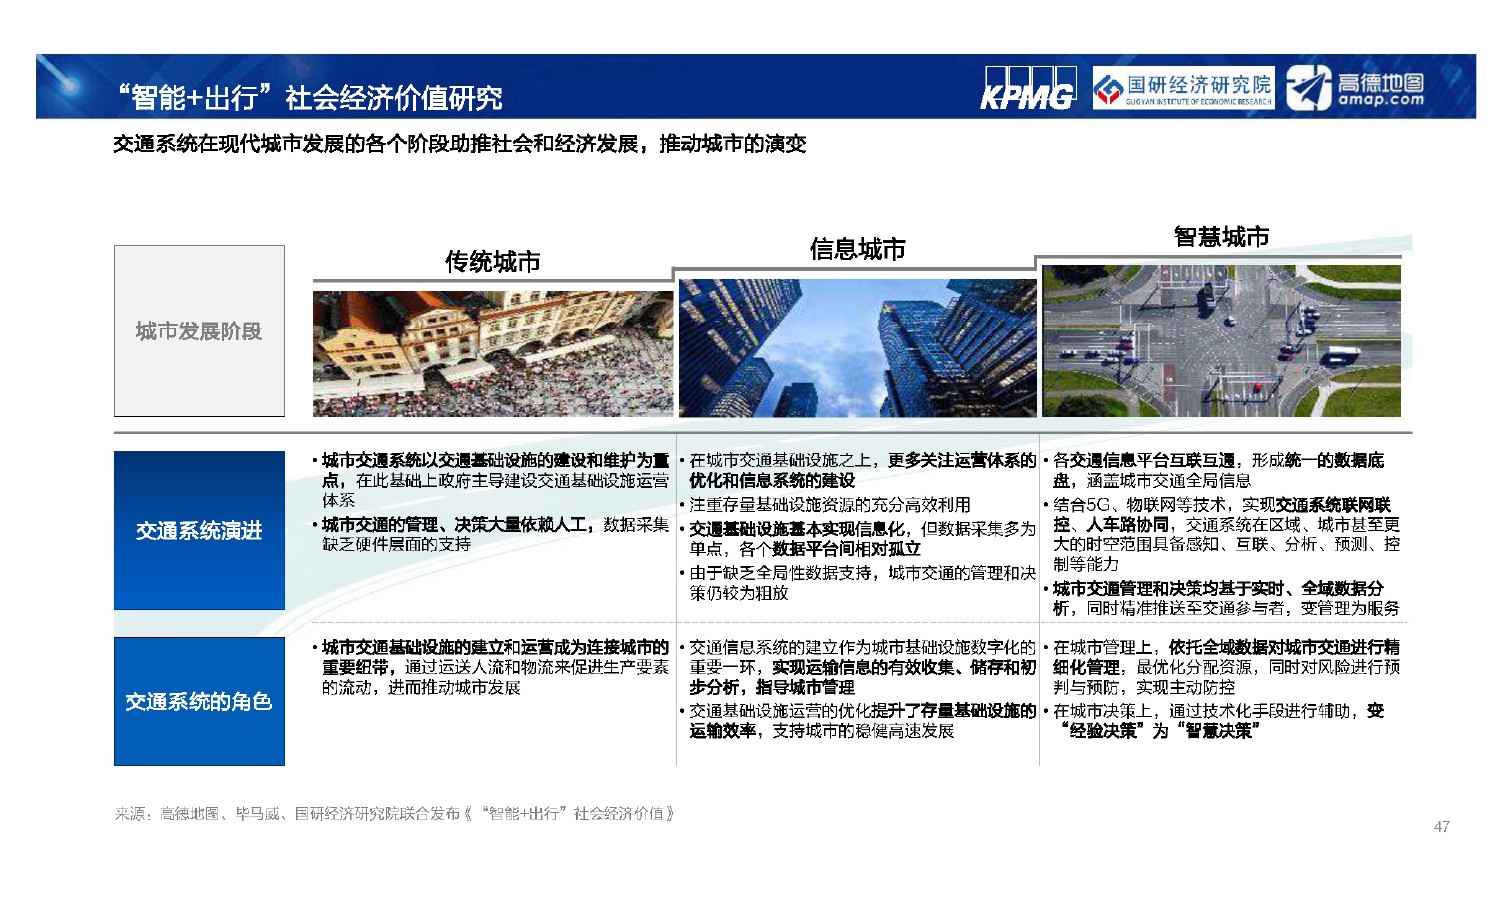 “智能+出行”社会经济价值研究
KPMG
国研经济研究院
GUOYAN INSTITUTE OF ECONOMIC RESEARCH
高德地图
amap.com
交通系统在现代城市发展的各个阶段助推社会和经济发展，推动城市的演变
城市发展阶段
传统城市
信息城市
智慧城市
交通系统演进
• 城市交通系统以交通基础设施的建设和维护为重
点，在此基础上政府主导建设交通基础设施运营
体系
• 城市交通的管理、决策大量依赖人工，数据采集
缺乏硬件层面的支持
• 在城市交通基础设施之上，更多关注运营体系的
优化和信息系统的建设
• 注重存量基础设施资源的充分高效利用
• 交通基础设施基本实现信息化，但数据采集多为
单点，各个数据平台间相对孤立
• 由于缺乏全局性数据支持，城市交通的管理和决
策仍较为粗放
• 各交通信息平台互联互通，形成统一的数据底
盘，涵盖城市交通全局信息
• 结合5G、物联网等技术，实现交通系统联网联
控、人车路协同，交通系统在区域、城市甚至更
大的时空范围具备感知、互联、分析、预测、控
制等能力
• 城市交通管理和决策均基于实时、全域数据分
析，同时精准推送至交通参与者，变管理为服务
交通系统的角色
• 城市交通基础设施的建立和运营成为连接城市的
重要纽带，通过运送人流和物流来促进生产要素
的流动，进而推动城市发展
• 交通信息系统的建立作为城市基础设施数字化的
重要一环，实现运输信息的有效收集、储存和初
步分析，指导城市管理
• 交通基础设施运营的优化提升了存量基础设施的
运输效率，支持城市的稳健高速发展
• 在城市管理上，依托全域数据对城市交通进行精
细化管理，最优化分配资源，同时对风险进行预
判与预防，实现主动防控
• 在城市决策上，通过技术化手段进行辅助，变
“经验决策”为“智慧决策”
来源：高德地图、毕马威、国研经济研究院联合发布《“智能+出行”社会经济价值》
47